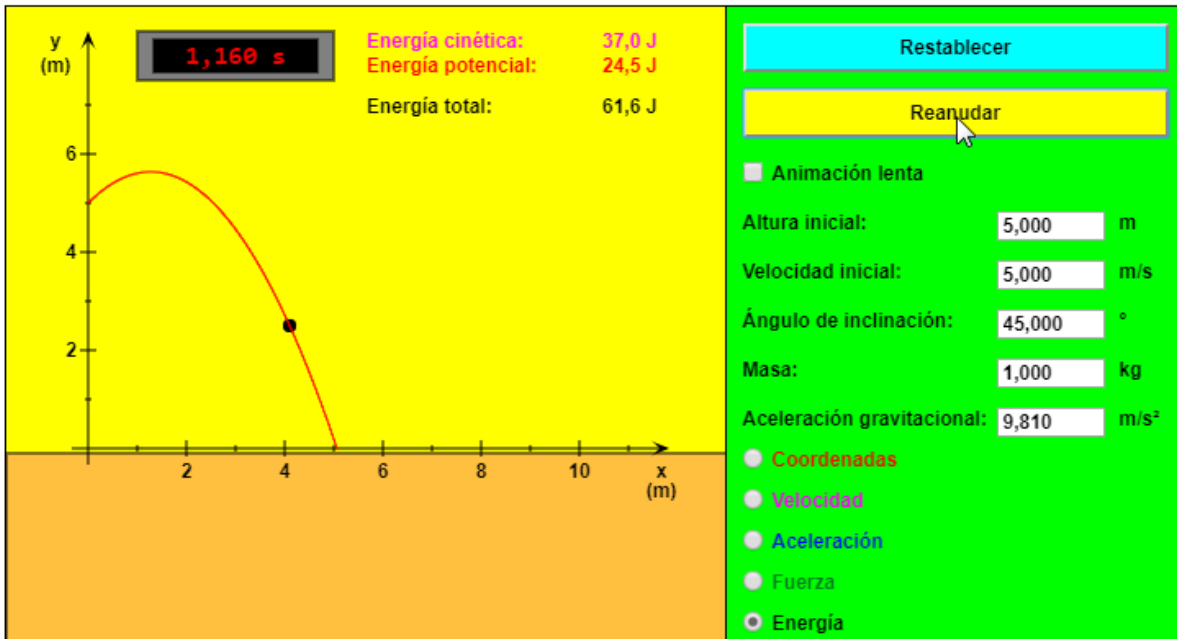 y
(m)
1,160 s
Energía cinética: 37,0 J
Energía potencial: 24,5 J
Energía total: 61,6 J
6
4
2
2 4 6 8 10 x
(m)
Restablecer
Reanudar
Animación lenta
Altura inicial: 5,000 m
Velocidad inicial: 5,000 m/s
Ángulo de inclinación: 45,000 °
Masa: 1,000 kg
Aceleración gravitacional: 9,810 m/s²
Coordenadas
Velocidad
Aceleración
Fuerza
Energía